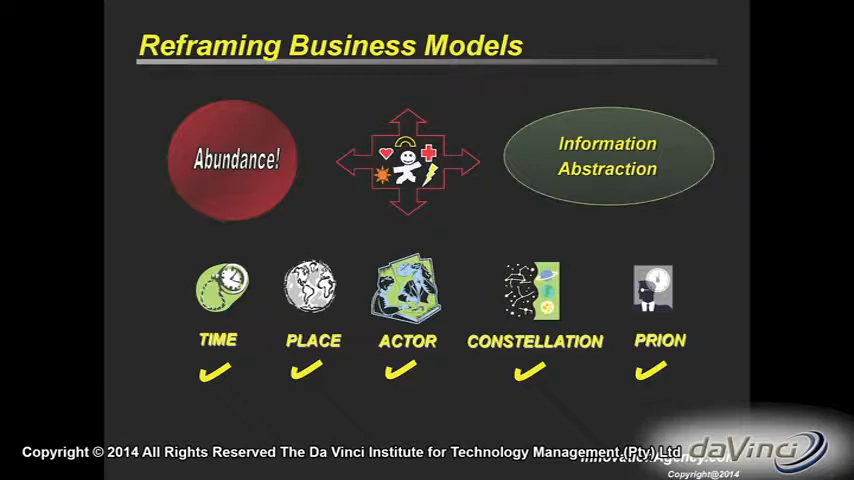 Reframing Business Models
Abundance!
Information
Abstraction
TIME
PLACE
ACTOR
CONSTELLATION
PRION
Copyright © 2014 All Rights Reserved The Da Vinci Institute for Technology Management (Pty) Ltd
daVinci
Copyright@2014